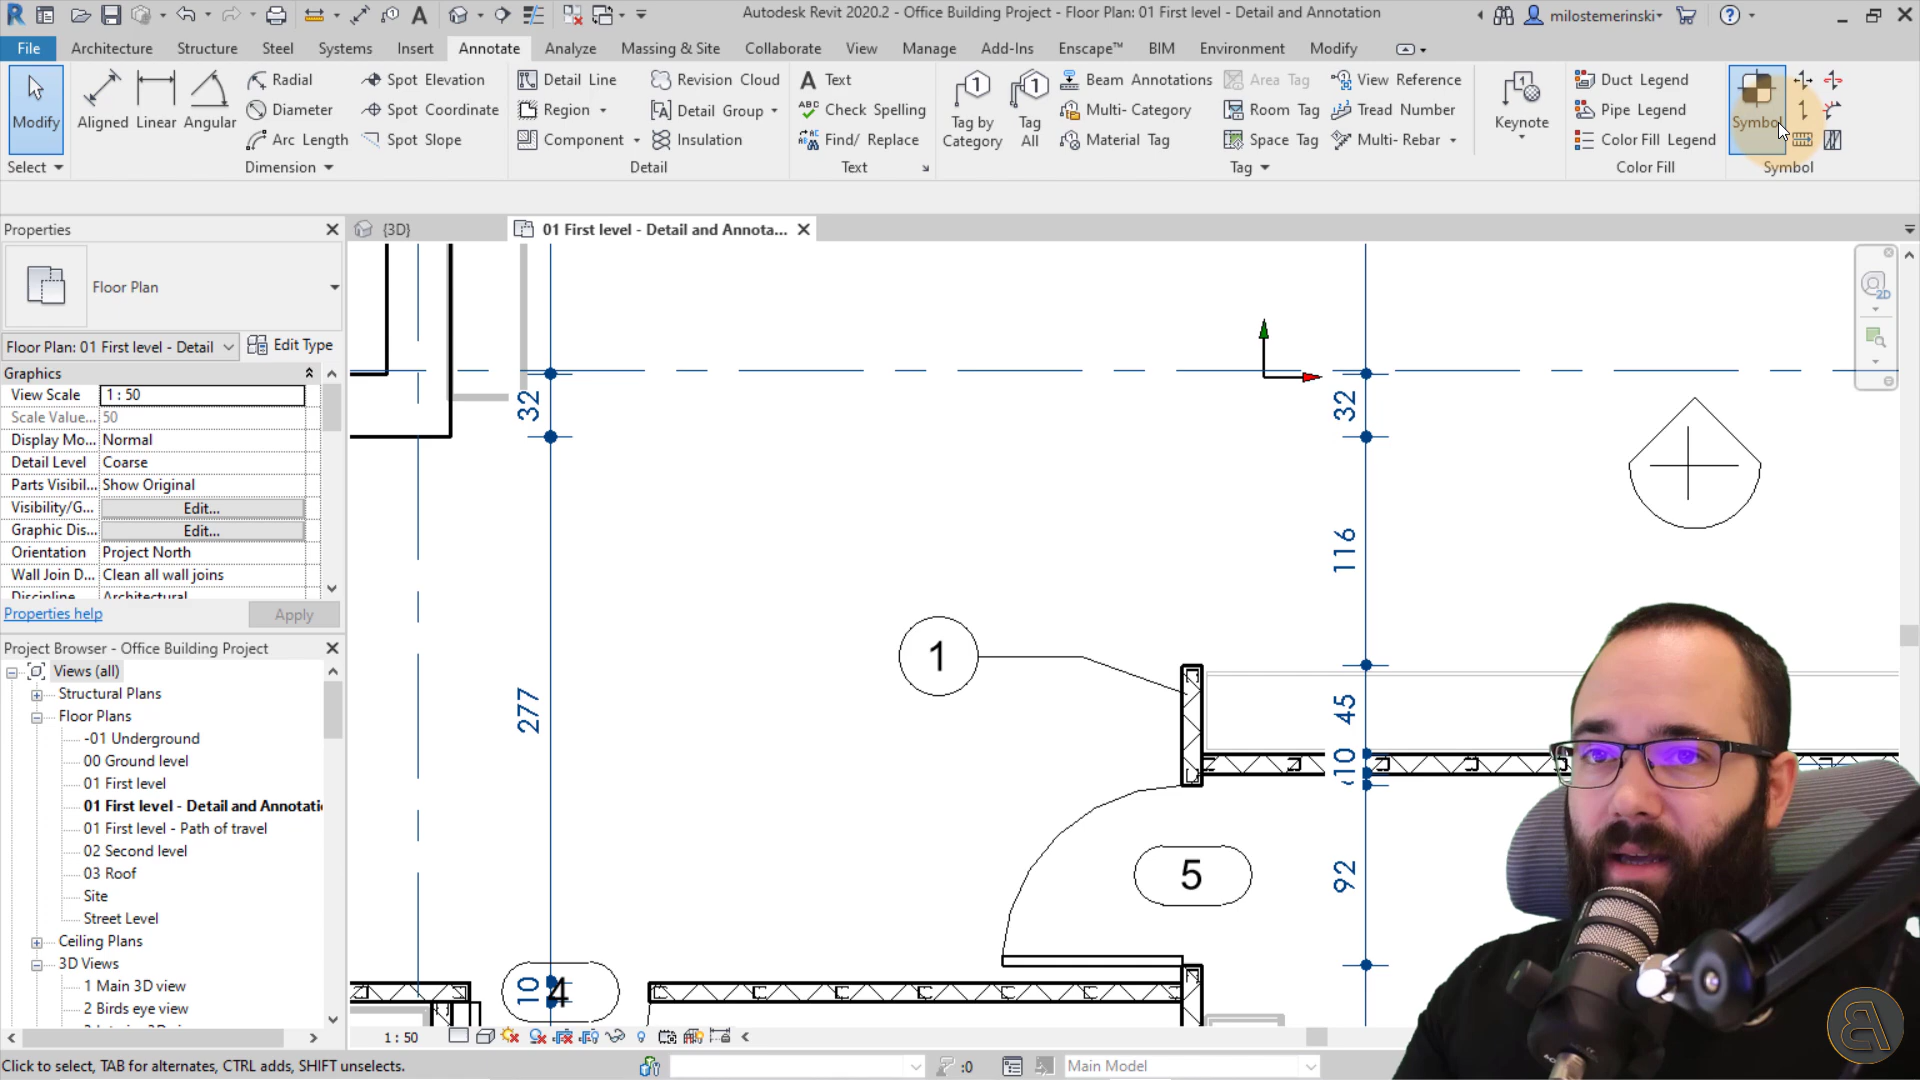 Autodesk Revit 2020.2 - Office Building Project - Floor Plan: 01 First level - Detail and Annotation
milostemerinski
File Architecture Structure Steel Systems Insert Annotate Analyze Massing & Site Collaborate View Manage Add-Ins Enscape™ BIM Environment Modify
Modify
Select
Aligned Linear Angular
Radial
Diameter
Arc Length
Spot Elevation
Spot Coordinate
Spot Slope
Dimension
Detail Line
Region
Component
Revision Cloud
Detail Group
Insulation
Detail
Text
Check Spelling
Find/ Replace
Text
Tag by Category
Tag All
Beam Annotations
Multi- Category
Material Tag
Area Tag
Room Tag
Space Tag
View Reference
Tread Number
Multi- Rebar
Tag
Keynote
Duct Legend
Pipe Legend
Color Fill Legend
Color Fill
Symbol
Symbol
Properties
Floor Plan
Floor Plan: 01 First level - Detail
Edit Type
Graphics
View Scale 1 : 50
Scale Value... 50
Display Mo... Normal
Detail Level Coarse
Parts Visibil... Show Original
Visibility/G... Edit...
Graphic Dis... Edit...
Orientation Project North
Wall Join D... Clean all wall joins
Discipline Architectural
Properties help
Apply
Project Browser - Office Building Project
Views (all)
Structural Plans
Floor Plans
-01 Underground
00 Ground level
01 First level
01 First level - Detail and Annotatio
01 First level - Path of travel
02 Second level
03 Roof
Site
Street Level
Ceiling Plans
3D Views
1 Main 3D view
2 Birds eye view
{3D}
01 First level - Detail and Annota...
2D
32
277
10
4
1
5
32
116
45
10
92
1 : 50
Click to select, TAB for alternates, CTRL adds, SHIFT unselects.
:0
Main Model